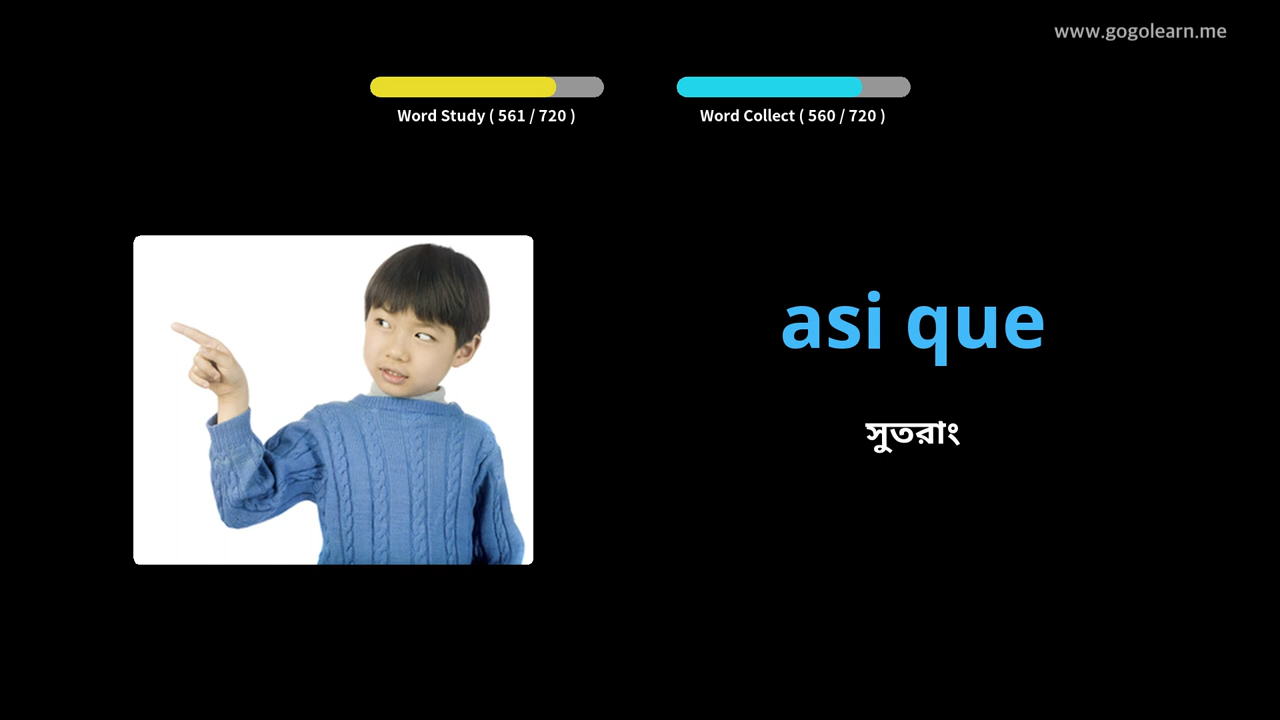 www.gogolearn.me
Word Study ( 561 / 720 )
Word Collect ( 560 / 720 )
asi que
সুতরাং